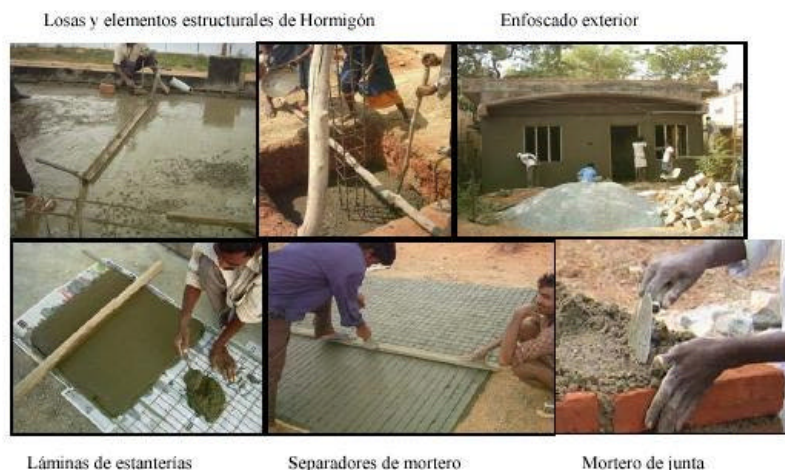 Losas y elementos estructurales de Hormigón
Enfoscado exterior
Láminas de estanterías
Separadores de mortero
Mortero de junta